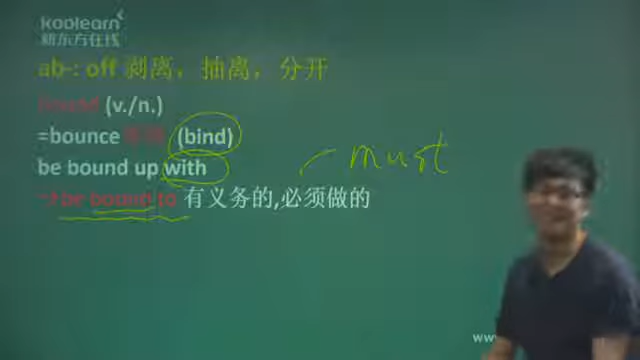 koolearn
新东方在线
ab-: off 剥离，抽离，分开
bound (v./n.)
=bounce (bind)
be bound up with
must
→be bound to 有义务的,必须做的
www